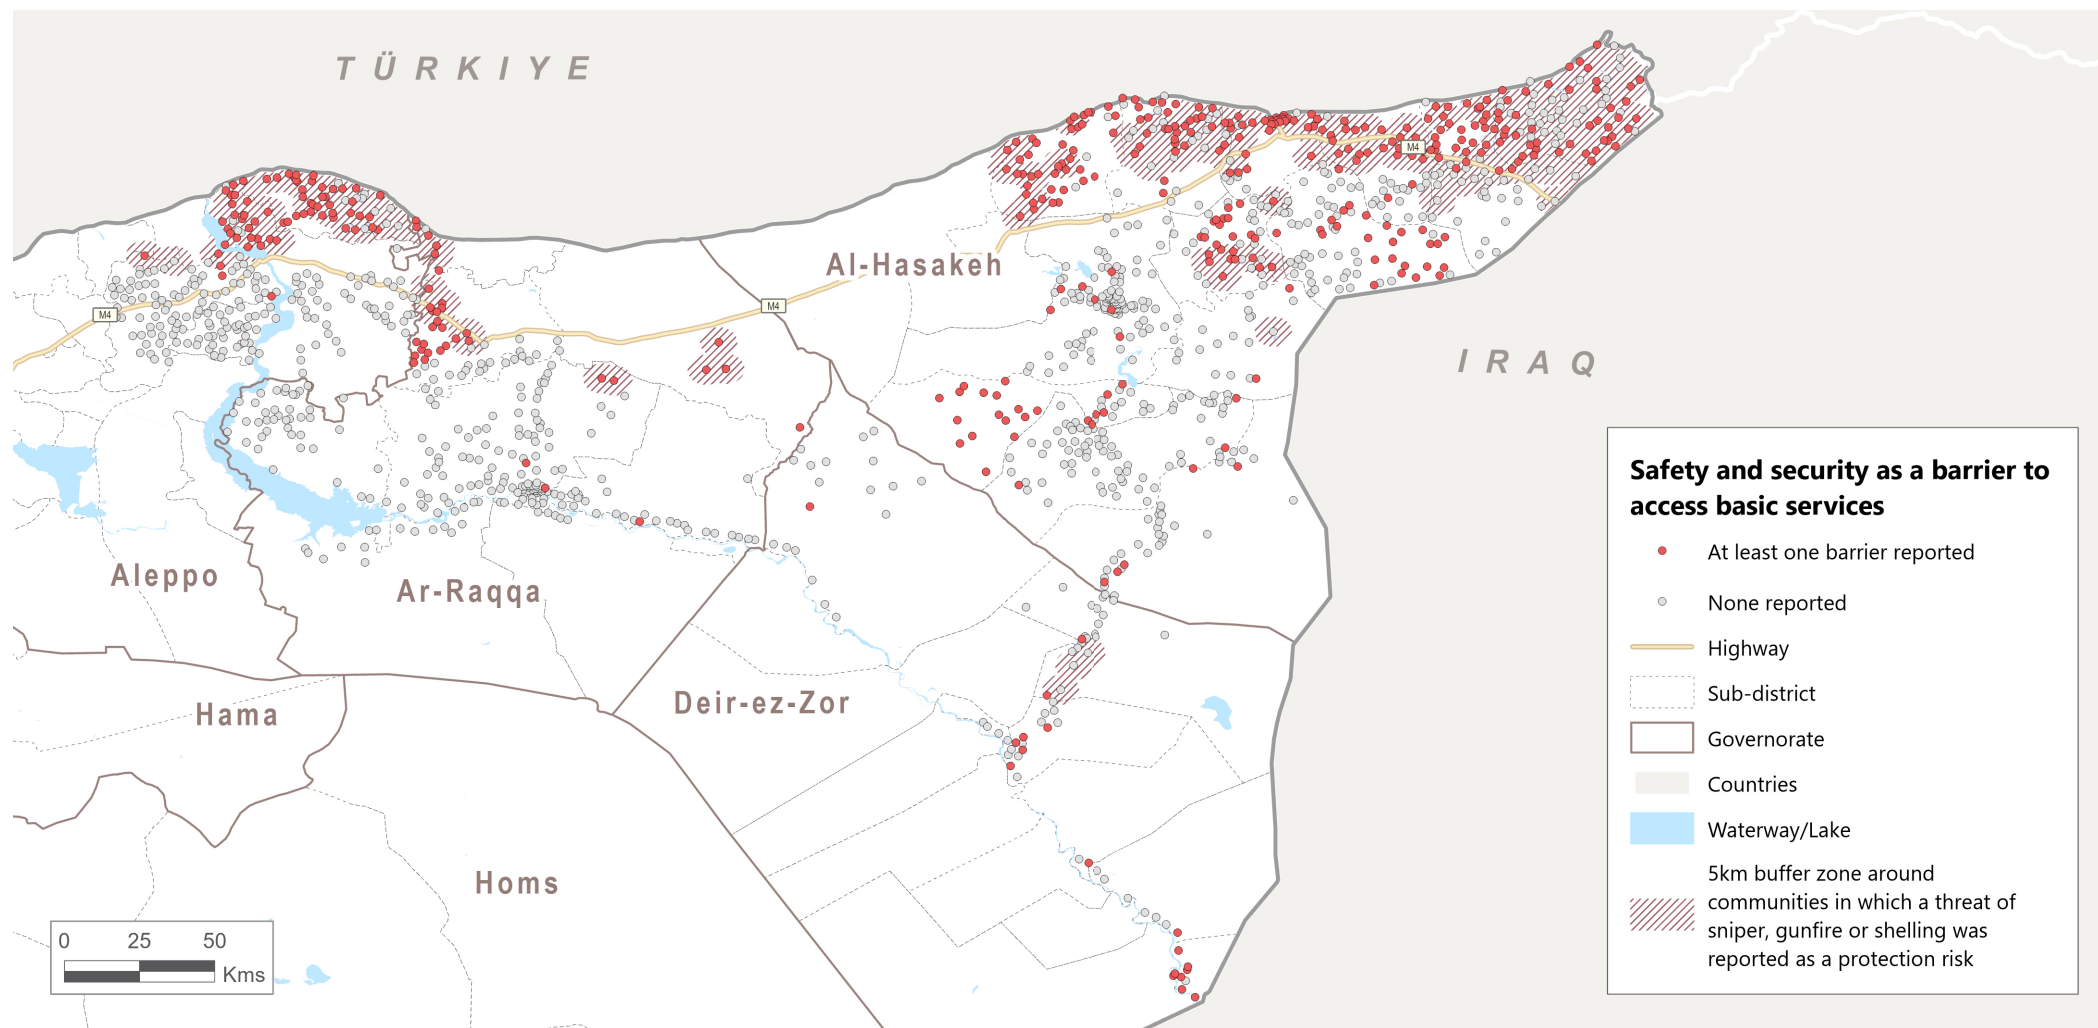 TÜRKIYE
M4
Al-Hasakeh
M4
M4
IRAQ
Aleppo
Ar-Raqqa
Deir-ez-Zor
Hama
Homs
0 25 50
Kms
Safety and security as a barrier to
access basic services
At least one barrier reported
None reported
Highway
Sub-district
Governorate
Countries
Waterway/Lake
5km buffer zone around
communities in which a threat of
sniper, gunfire or shelling was
reported as a protection risk